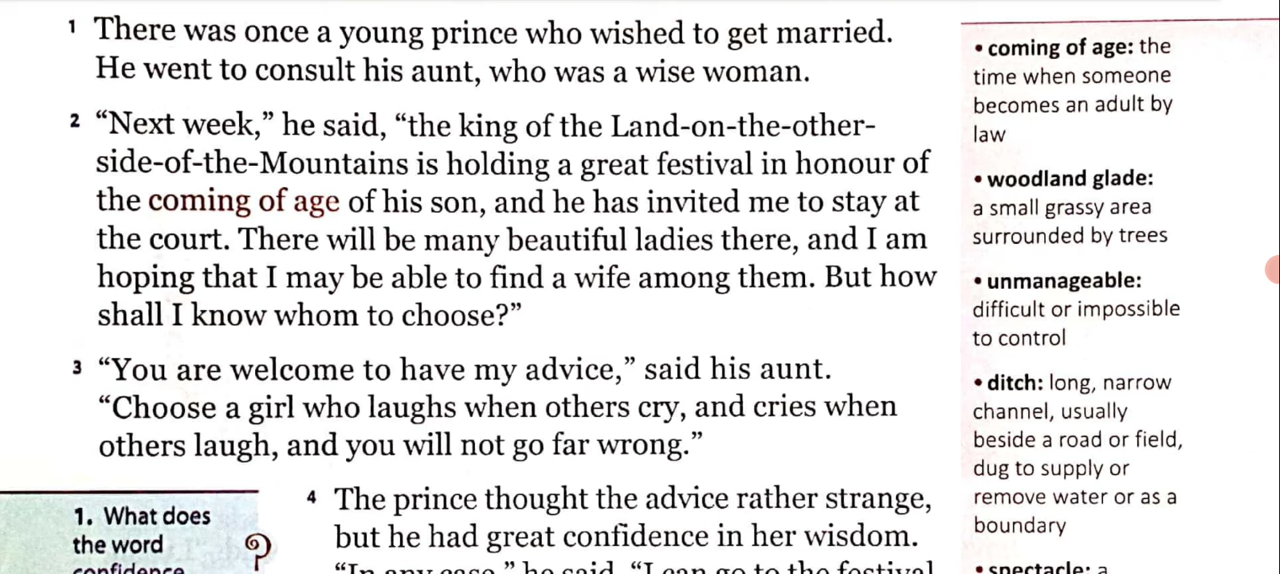 1 There was once a young prince who wished to get married.
He went to consult his aunt, who was a wise woman.
2 “Next week,” he said, “the king of the Land-on-the-other-
side-of-the-Mountains is holding a great festival in honour of
the coming of age of his son, and he has invited me to stay at
the court. There will be many beautiful ladies there, and I am
hoping that I may be able to find a wife among them. But how
shall I know whom to choose?”
3 “You are welcome to have my advice,” said his aunt.
“Choose a girl who laughs when others cry, and cries when
others laugh, and you will not go far wrong.”
4 The prince thought the advice rather strange,
but he had great confidence in her wisdom.
“In any case,” he said, “I can go to the festival
1. What does
the word
confidence
• coming of age: the
time when someone
becomes an adult by
law
• woodland glade:
a small grassy area
surrounded by trees
• unmanageable:
difficult or impossible
to control
• ditch: long, narrow
channel, usually
beside a road or field,
dug to supply or
remove water or as a
boundary
• spectacle: a